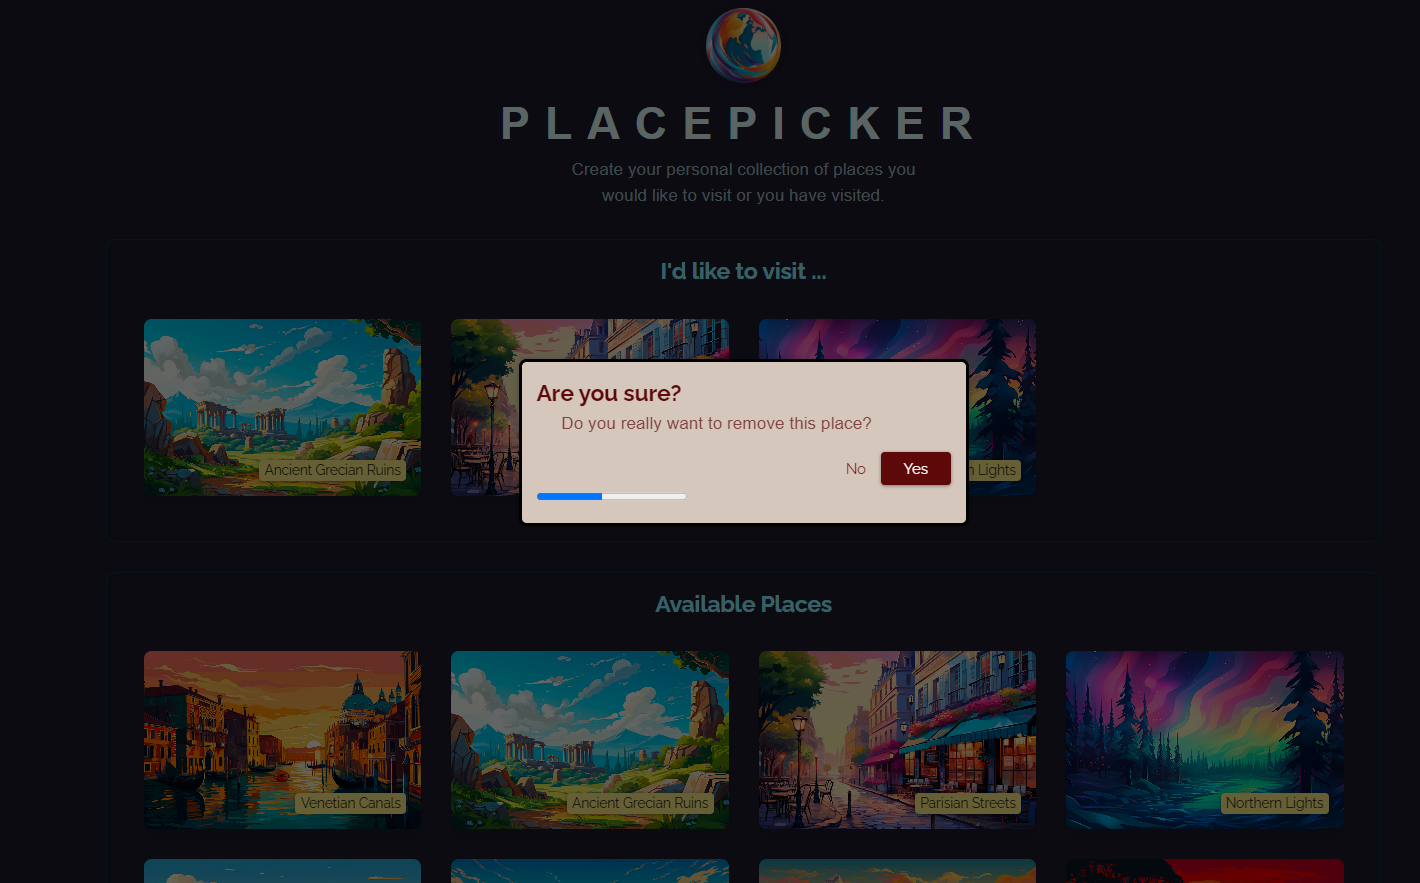 PLACEPICKER
Create your personal collection of places you
would like to visit or you have visited.
I'd like to visit ...
Ancient Grecian Ruins
Lights
Are you sure?
Do you really want to remove this place?
No
Yes
Available Places
Venetian Canals
Ancient Grecian Ruins
Parisian Streets
Northern Lights